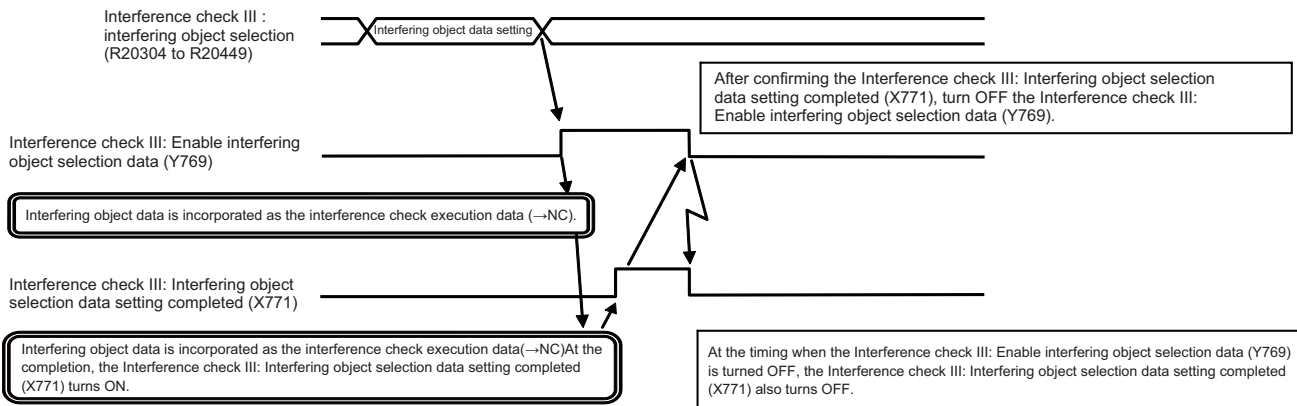 Interference check III :
interfering object selection
(R20304 to R20449)
Interfering object data setting
After confirming the Interference check III: Interfering object selection
data setting completed (X771), turn OFF the Interference check III:
Enable interfering object selection data (Y769).
Interference check III: Enable interfering
object selection data (Y769)
Interfering object data is incorporated as the interference check execution data (→NC).
Interference check III: Interfering object
selection data setting completed (X771)
Interfering object data is incorporated as the interference check execution data(→NC)At the
completion, the Interference check III: Interfering object selection data setting completed
(X771) turns ON.
At the timing when the Interference check III: Enable interfering object selection data (Y769)
is turned OFF, the Interference check III: Interfering object selection data setting completed
(X771) also turns OFF.